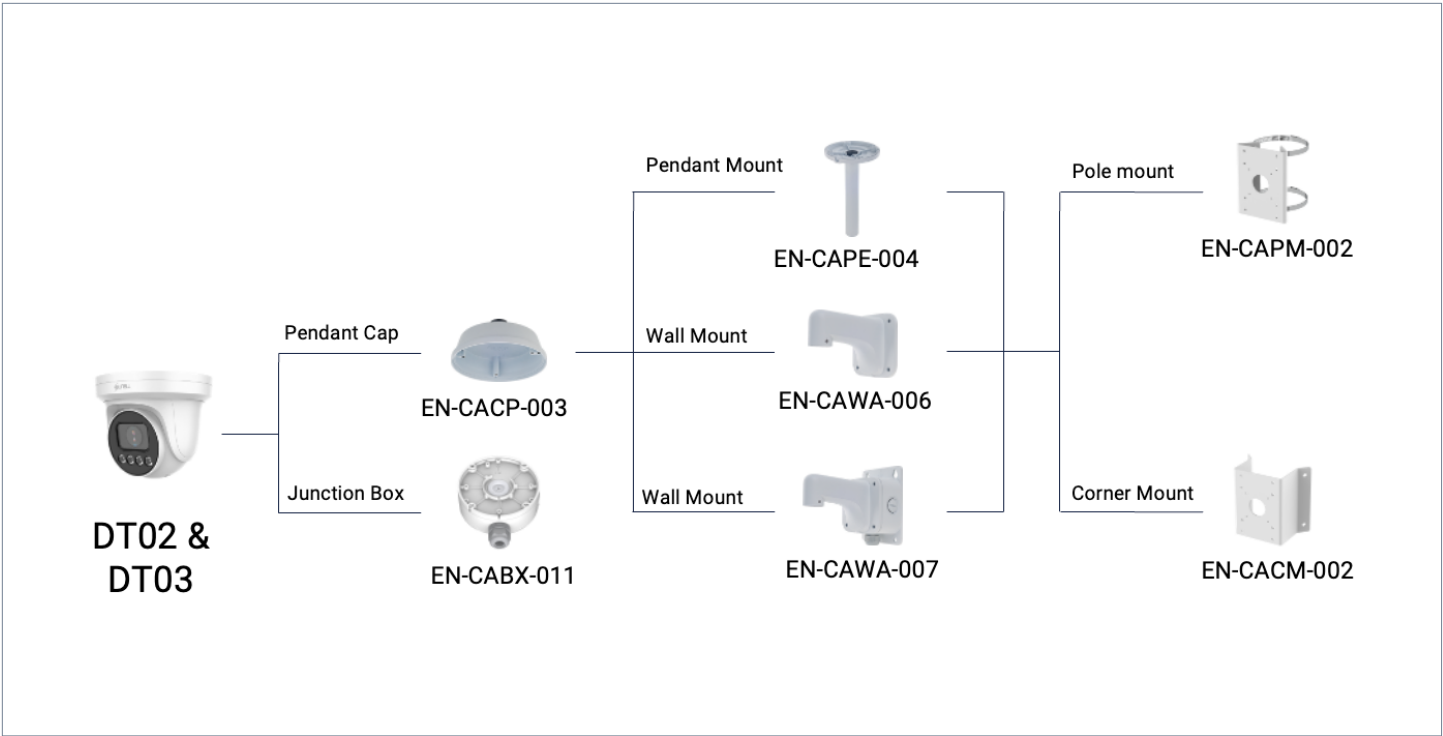 Pendant Mount
Pole mount
EN-CAPE-004
EN-CAPM-002
Pendant Cap
Wall Mount
EN-CACP-003
EN-CAWA-006
Junction Box
Wall Mount
Corner Mount
DT02 &
DT03
EN-CABX-011
EN-CAWA-007
EN-CACM-002